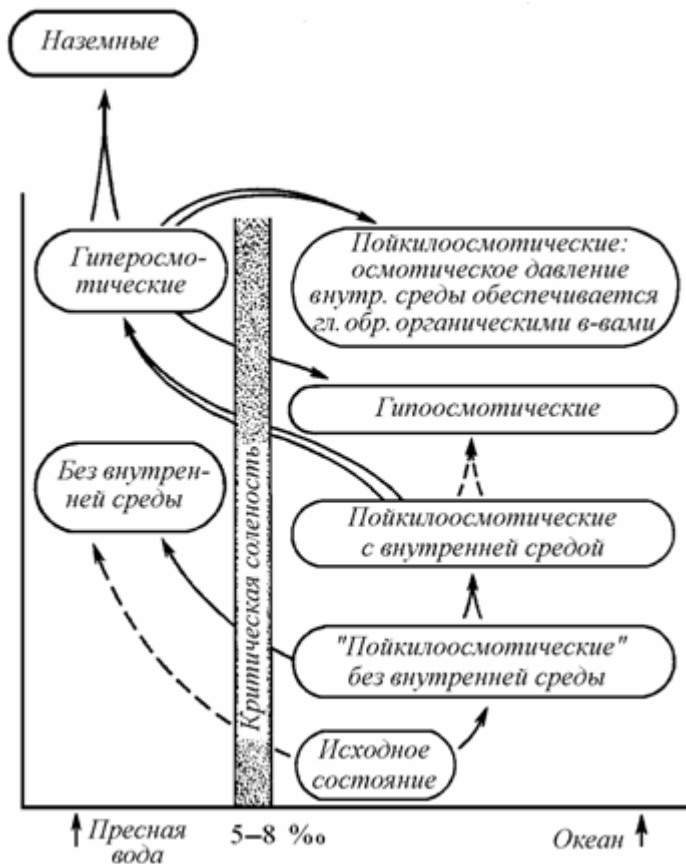 Наземные
Гиперосмо-
тические
Пойкилоосмотические:
осмотическое давление
внутр. среды обеспечивается
гл. обр. органическими в-вами
Гипоосмотические
Без внутрен-
ней среды
Критическая соленость
Пойкилоосмотические
с внутренней средой
"Пойкилоосмотические"
без внутренней среды
Исходное
состояние
Пресная
вода
5–8 ‰
Океан